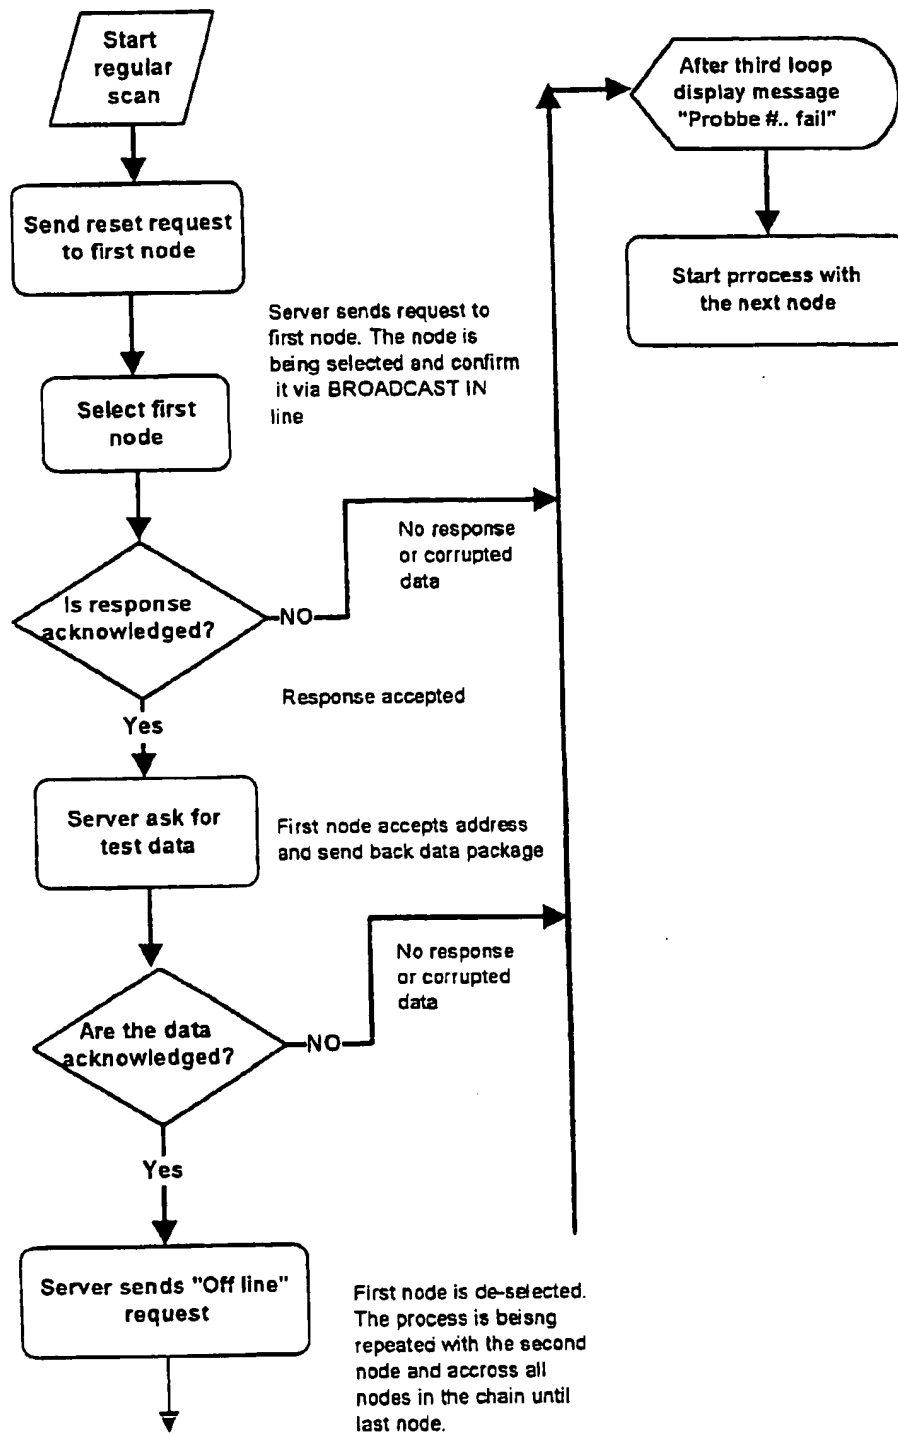 Start
regular
scan
After third loop
display message
"Probbe #.. fail"
Send reset request
to first node
Start prrocess with
the next node
Server sends request to
first node. The node is
being selected and confirm
it via BROADCAST IN
line
Select first
node
No response
or corrupted
data
Is response
acknowledged?
NO
Response accepted
Yes
Server ask for
test data
First node accepts address
and send back data package
No response
or corrupted
data
Are the data
acknowledged?
NO
Yes
Server sends "Off line"
request
First node is de-selected.
The process is beisng
repeated with the second
node and accross all
nodes in the chain until
last node.